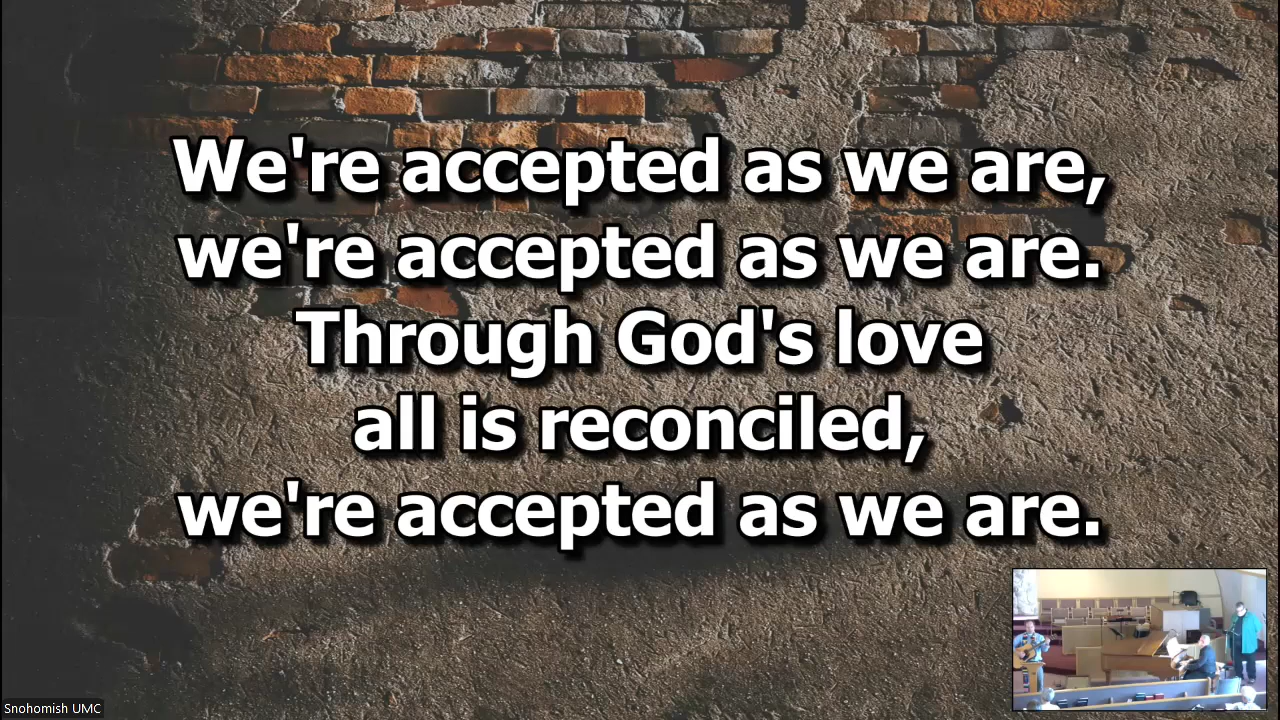 We're accepted as we are,
we're accepted as we are.
Through God's love
all is reconciled,
we're accepted as we are.
Snohomish UMC